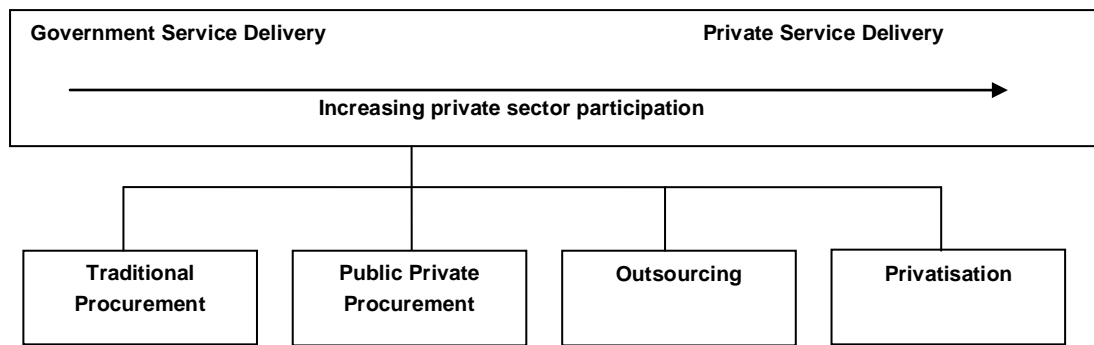 Government Service Delivery
Private Service Delivery
Increasing private sector participation
Traditional
Procurement
Public Private
Procurement
Outsourcing
Privatisation